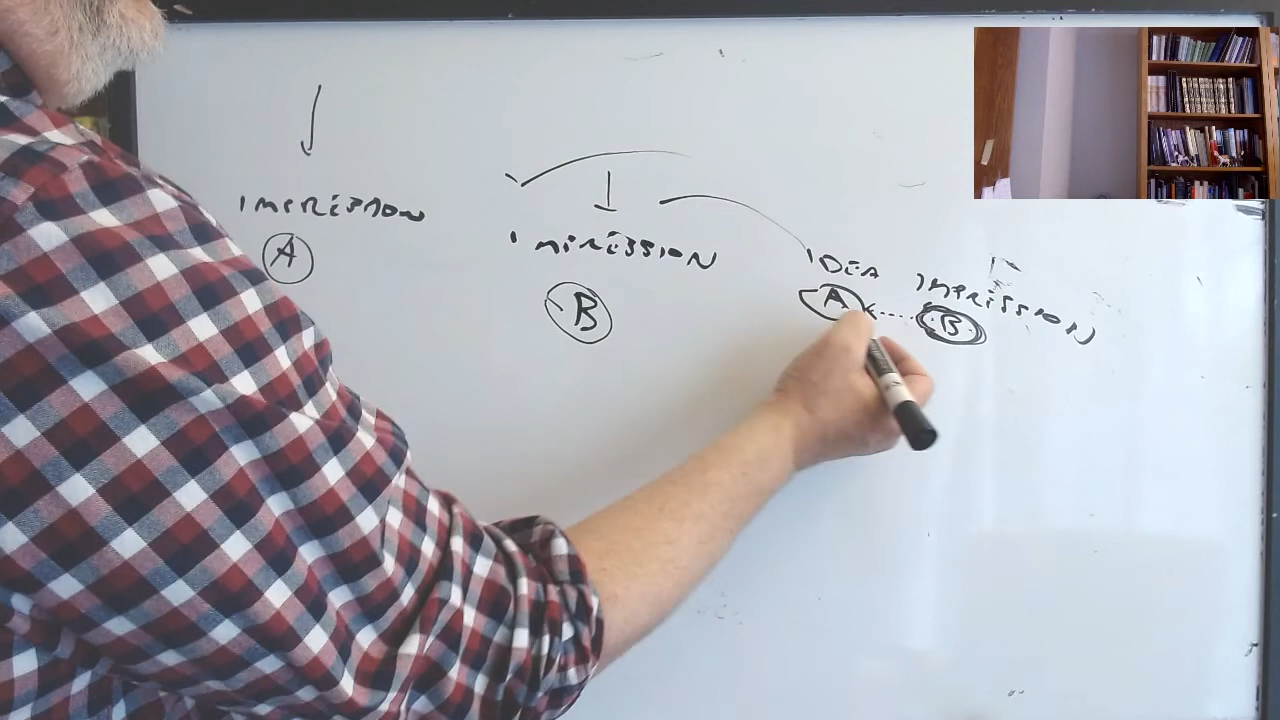 IMPRESSION
A
IMPRESSION
B
IDEA IMPRESSION
A B